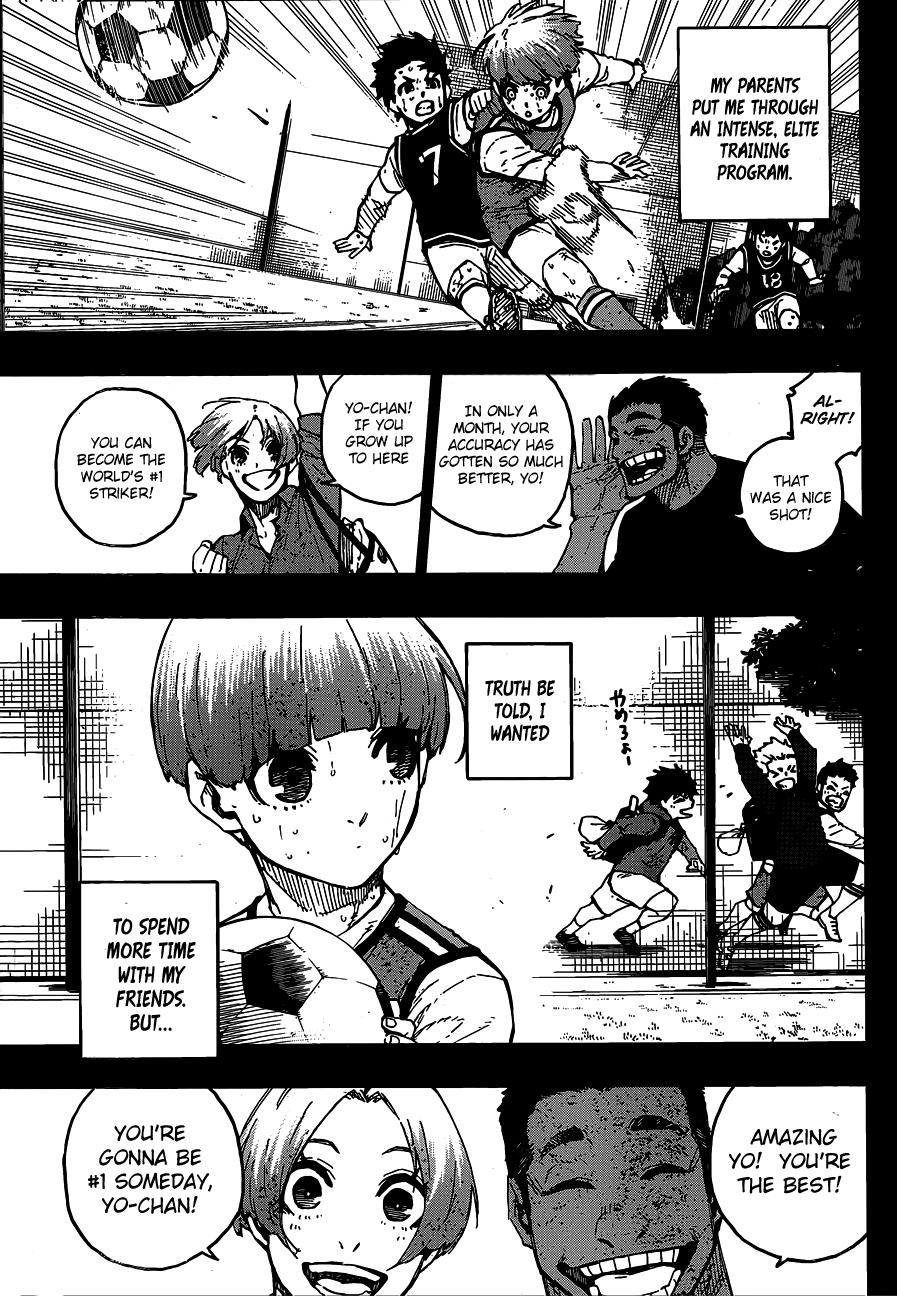 MY PARENTS
PUT ME THROUGH
AN INTENSE, ELITE
TRAINING
PROGRAM.
7
18
AL-
RIGHT!
THAT
WAS A NICE
SHOT!
IN ONLY A
MONTH, YOUR
ACCURACY HAS
GOTTEN SO MUCH
BETTER, YO!
YO-CHAN!
IF YOU
GROW UP
TO HERE
YOU CAN
BECOME THE
WORLD'S #1
STRIKER!
やめろよー
TRUTH BE
TOLD, I
WANTED
TO SPEND
MORE TIME
WITH MY
FRIENDS.
BUT...
AMAZING
YO! YOU'RE
THE BEST!
YOU'RE
GONNA BE
#1 SOMEDAY,
YO-CHAN!